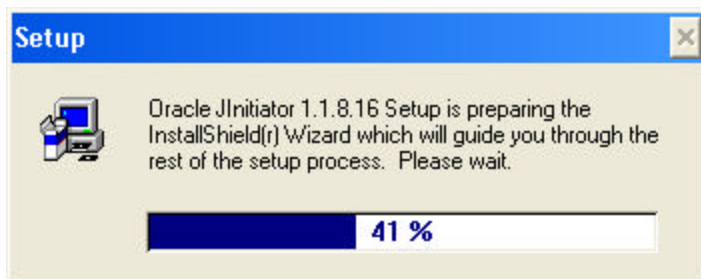 Setup
Oracle JInitiator 1.1.8.16 Setup is preparing the
InstallShield(r) Wizard which will guide you through the
rest of the setup process.  Please wait.
41 %